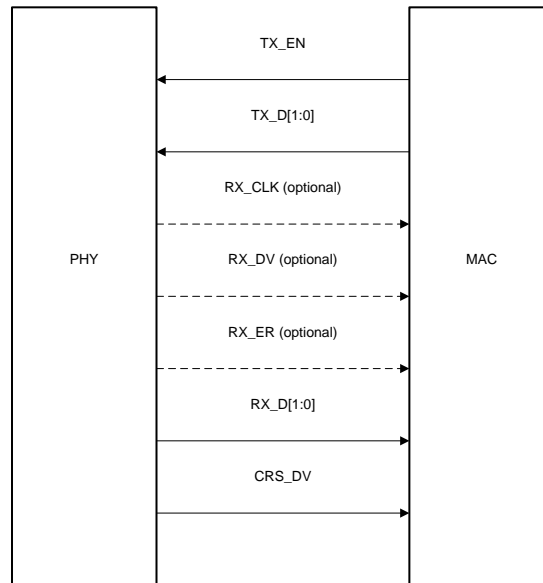 TX_EN
TX_D[1:0]
RX_CLK (optional)
PHY
RX_DV (optional)
MAC
RX_ER (optional)
RX_D[1:0]
CRS_DV